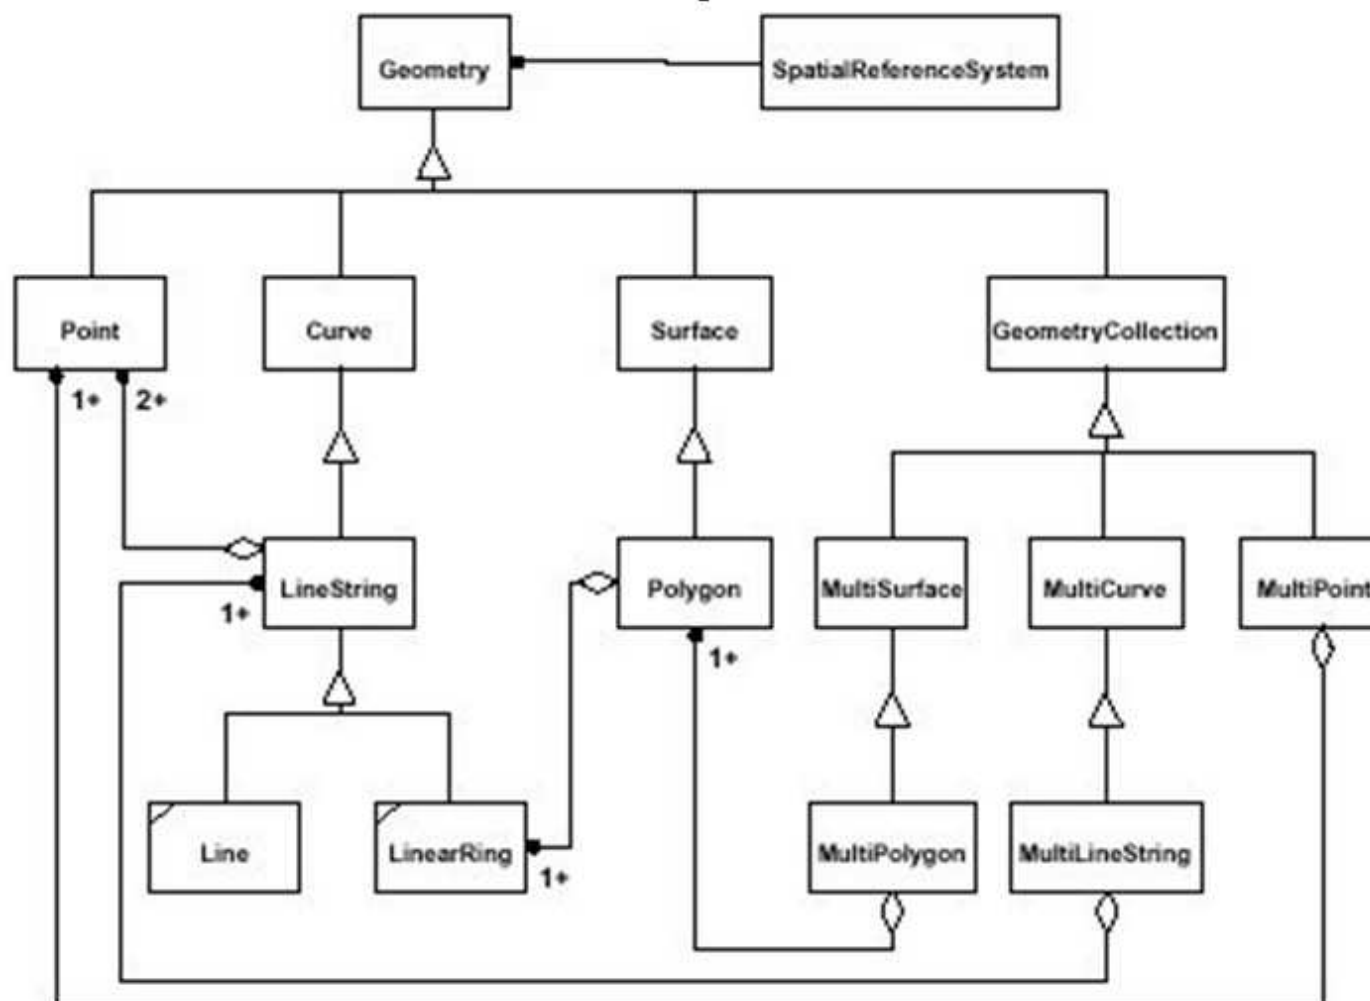 Geometry
SpatialReferenceSystem
Point
Curve
Surface
GeometryCollection
1+
2+
LineString
Polygon
MultiSurface
MultiCurve
MultiPoint
1+
1+
Line
LinearRing
MultiPolygon
MultiLineString
1+